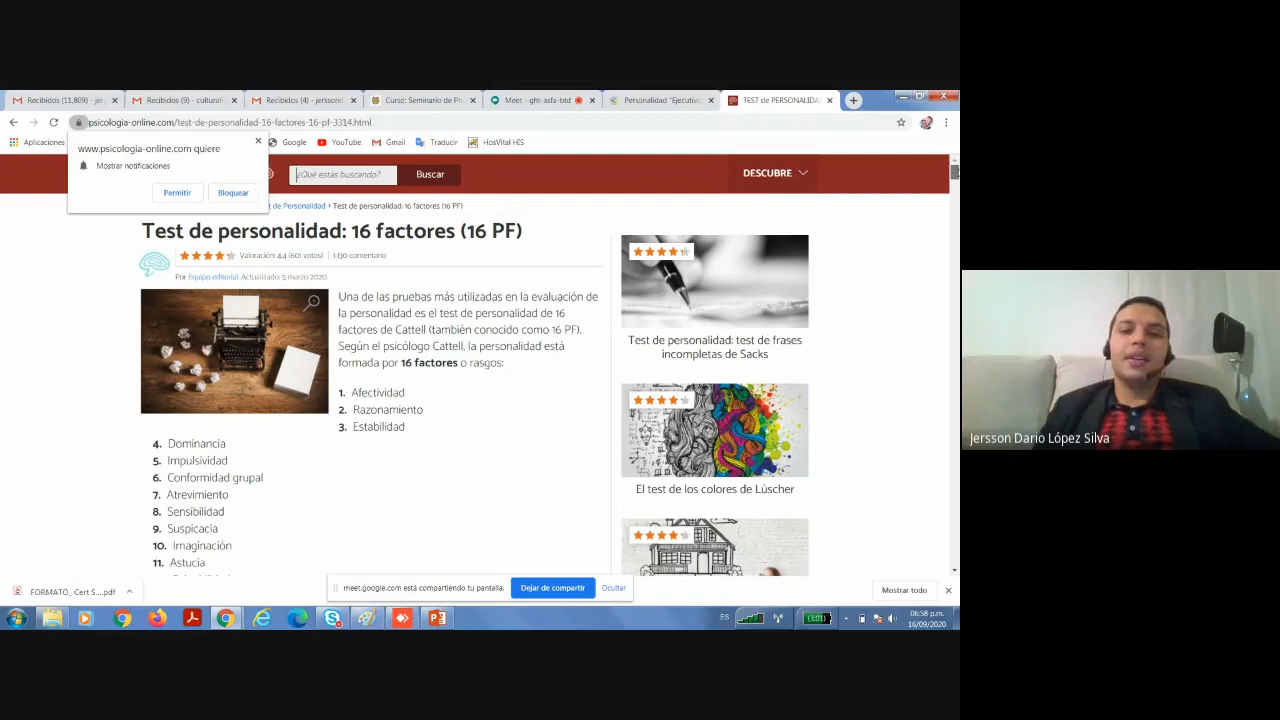 Recibidos (11,809) - jer
Recibidos (9) - cultural
Recibidos (4) - jersson
Curso: Seminario de Ps
Meet - ght-asfa-btd
Personalidad "Ejecutivo
TEST de PERSONALIDA
psicologia-online.com/test-de-personalidad-16-factores-16-pf-3314.html
Aplicaciones
Google
YouTube
Gmail
Traducir
HosVital HIS
www.psicologia-online.com quiere
Mostrar notificaciones
Permitir
Bloquear
¿Qué estás buscando?
Buscar
DESCUBRE
t de Personalidad › Test de personalidad: 16 factores (16 PF)
Test de personalidad: 16 factores (16 PF)
Valoración: 4,4 (601 votos)
1.130 comentario
Por Equipo editorial. Actualizado: 5 marzo 2020
Una de las pruebas más utilizadas en la evaluación de
la personalidad es el test de personalidad de 16
factores de Cattell (también conocido como 16 PF).
Según el psicólogo Cattell, la personalidad está
formada por 16 factores o rasgos:
1. Afectividad
2. Razonamiento
3. Estabilidad
4. Dominancia
5. Impulsividad
6. Conformidad grupal
7. Atrevimiento
8. Sensibilidad
9. Suspicacia
10. Imaginación
11. Astucia
Test de personalidad: test de frases
incompletas de Sacks
El test de los colores de Lüscher
Jersson Dario López Silva
meet.google.com está compartiendo tu pantalla.
Dejar de compartir
Ocultar
FORMATO_ Cert S....pdf
Mostrar todo
ES
(3:01)
06:58 p.m.
16/09/2020